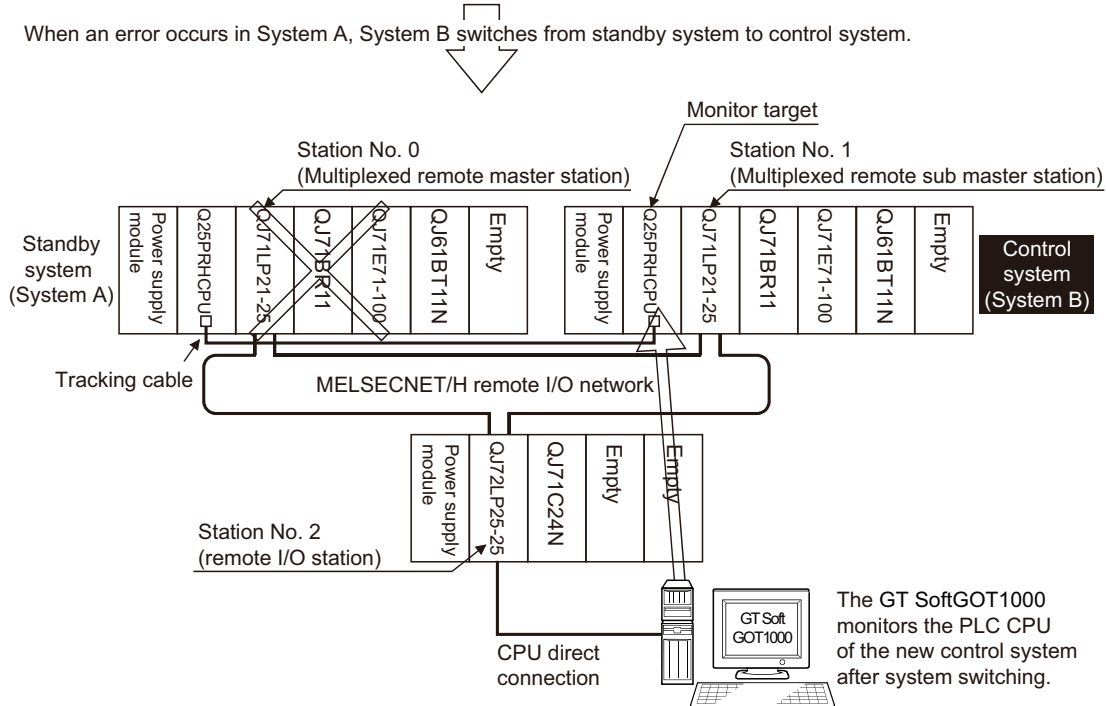 When an error occurs in System A, System B switches from standby system to control system.
Monitor target
Station No. 0
(Multiplexed remote master station)
Station No. 1
(Multiplexed remote sub master station)
Standby
system
(System A)
Power supply
module
Q25PRHCPU
QJ71LP21-25
QJ71BR11
QJ71E71-100
QJ61BT11N
Empty
Power supply
module
Q25PRHCPU
QJ71LP21-25
QJ71BR11
QJ71E71-100
QJ61BT11N
Empty
Control
system
(System B)
Tracking cable
MELSECNET/H remote I/O network
Power supply
module
QJ72LP25-25
QJ71C24N
Empty
Empty
Station No. 2
(remote I/O station)
CPU direct
connection
GT Soft
GOT1000
The GT SoftGOT1000
monitors the PLC CPU
of the new control system
after system switching.